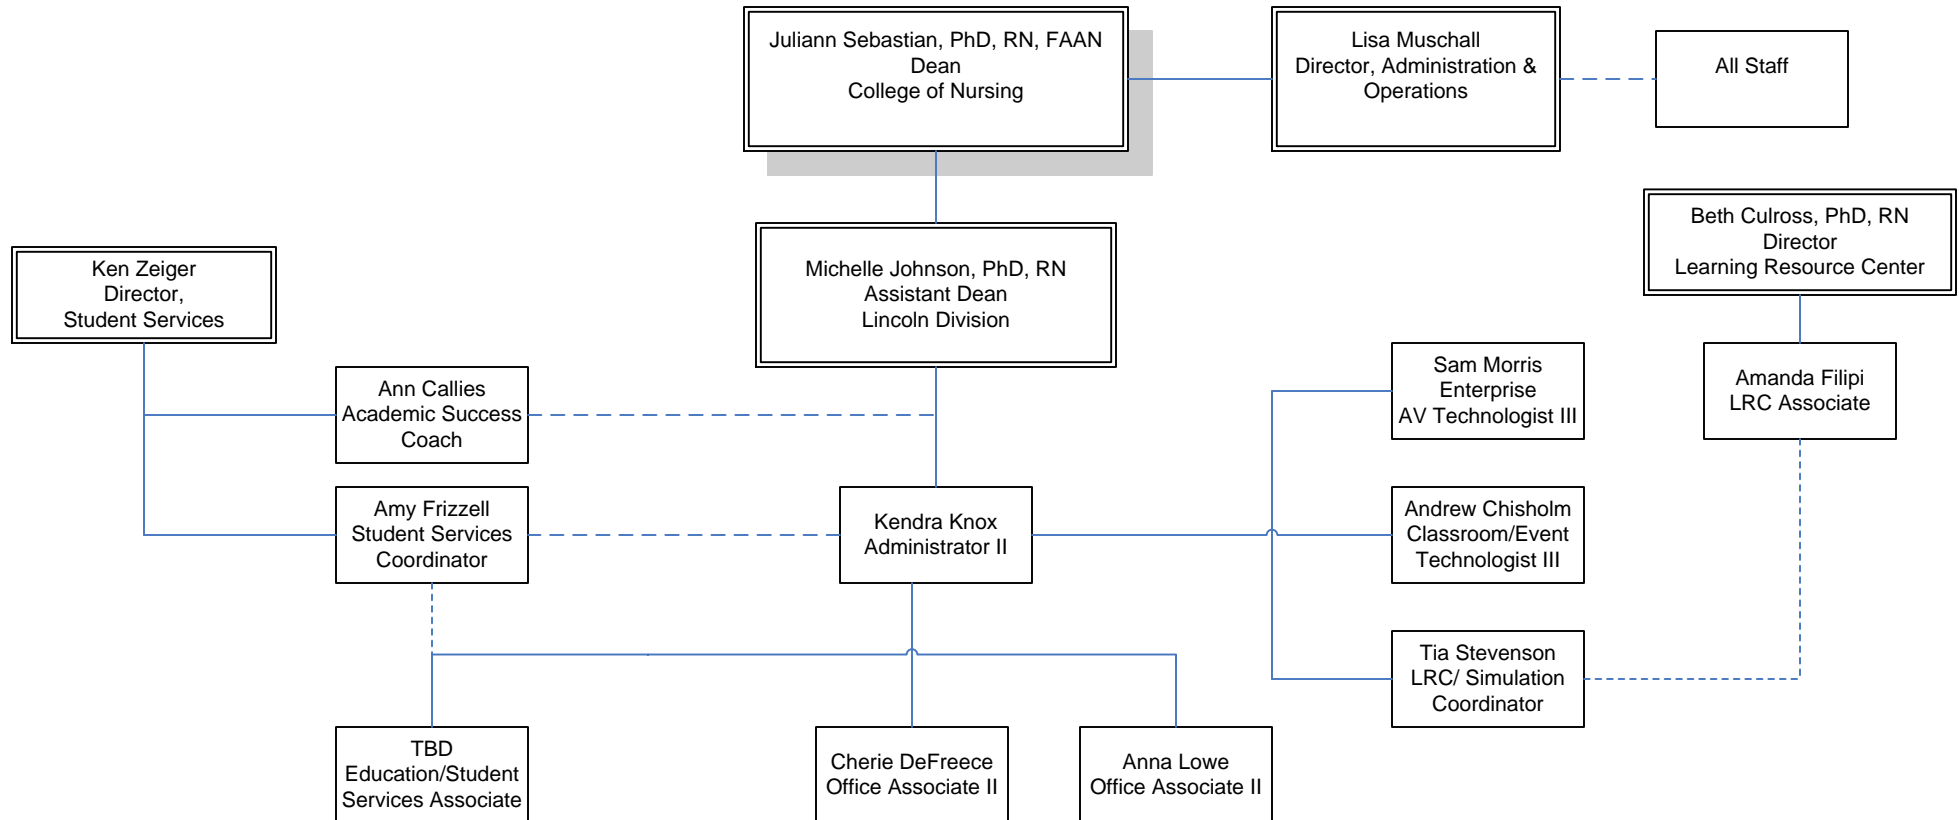 Juliann Sebastian, PhD, RN, FAAN
Dean
College of Nursing
Lisa Muschall
Director, Administration &
Operations
All Staff
Beth Culross, PhD, RN
Director
Learning Resource Center
Ken Zeiger
Director,
Student Services
Michelle Johnson, PhD, RN
Assistant Dean
Lincoln Division
Ann Callies
Academic Success
Coach
Sam Morris
Enterprise
AV Technologist III
Amanda Filipi
LRC Associate
Amy Frizzell
Student Services
Coordinator
Kendra Knox
Administrator II
Andrew Chisholm
Classroom/Event
Technologist III
Tia Stevenson
LRC/ Simulation
Coordinator
TBD
Education/Student
Services Associate
Cherie DeFreece
Office Associate II
Anna Lowe
Office Associate II